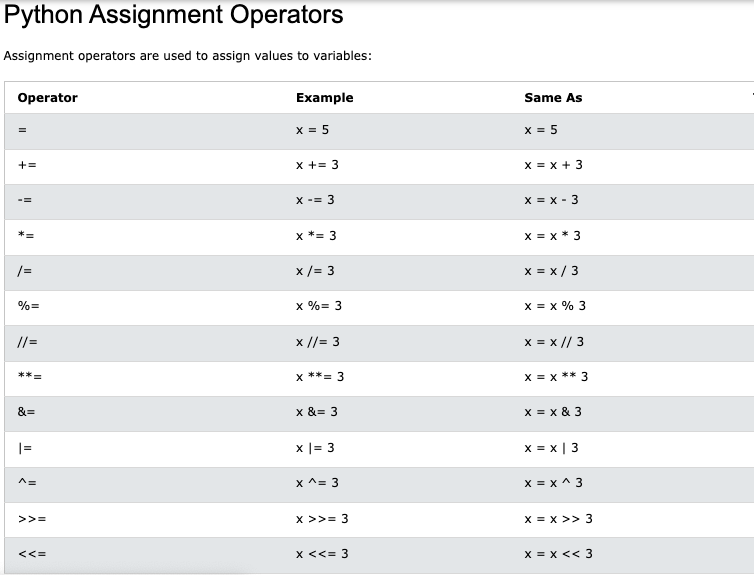 Python Assignment Operators
Assignment operators are used to assign values to variables:
Operator Example Same As
= x = 5 x = 5
+= x += 3 x = x + 3
-= x -= 3 x = x - 3
*= x *= 3 x = x * 3
/= x /= 3 x = x / 3
%= x %= 3 x = x % 3
//= x //= 3 x = x // 3
**= x **= 3 x = x ** 3
&= x &= 3 x = x & 3
|= x |= 3 x = x | 3
^= x ^= 3 x = x ^ 3
>>= x >>= 3 x = x >> 3
<<= x <<= 3 x = x << 3